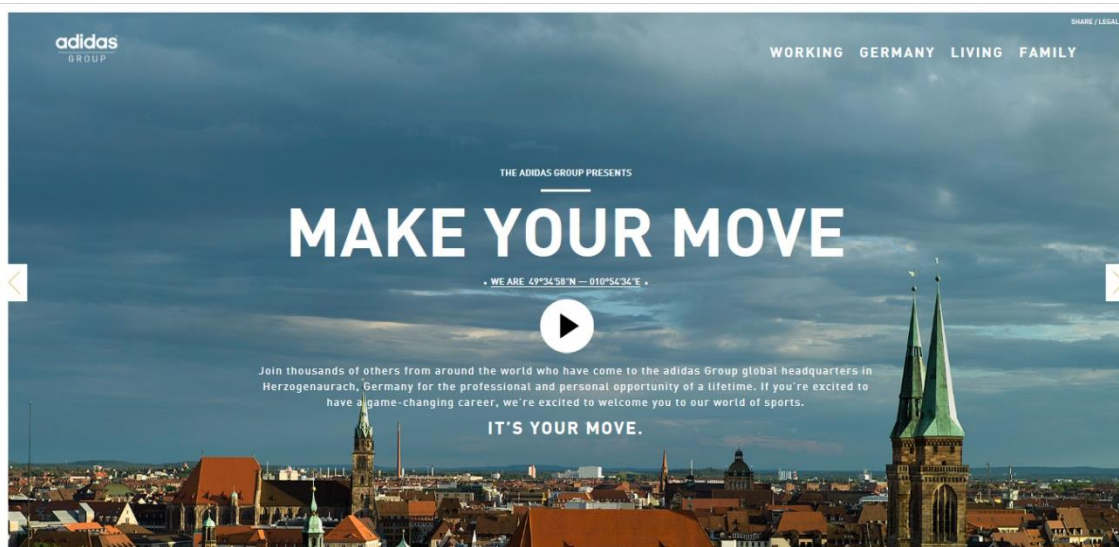 SHARE / LEGAL
adidas
GROUP
WORKING GERMANY LIVING FAMILY
THE ADIDAS GROUP PRESENTS
MAKE YOUR MOVE
• WE ARE 49°34'58"N — 010°54'34"E •
Join thousands of others from around the world who have come to the adidas Group global headquarters in
Herzogenaurach, Germany for the professional and personal opportunity of a lifetime. If you're excited to
have a game-changing career, we're excited to welcome you to our world of sports.
IT'S YOUR MOVE.